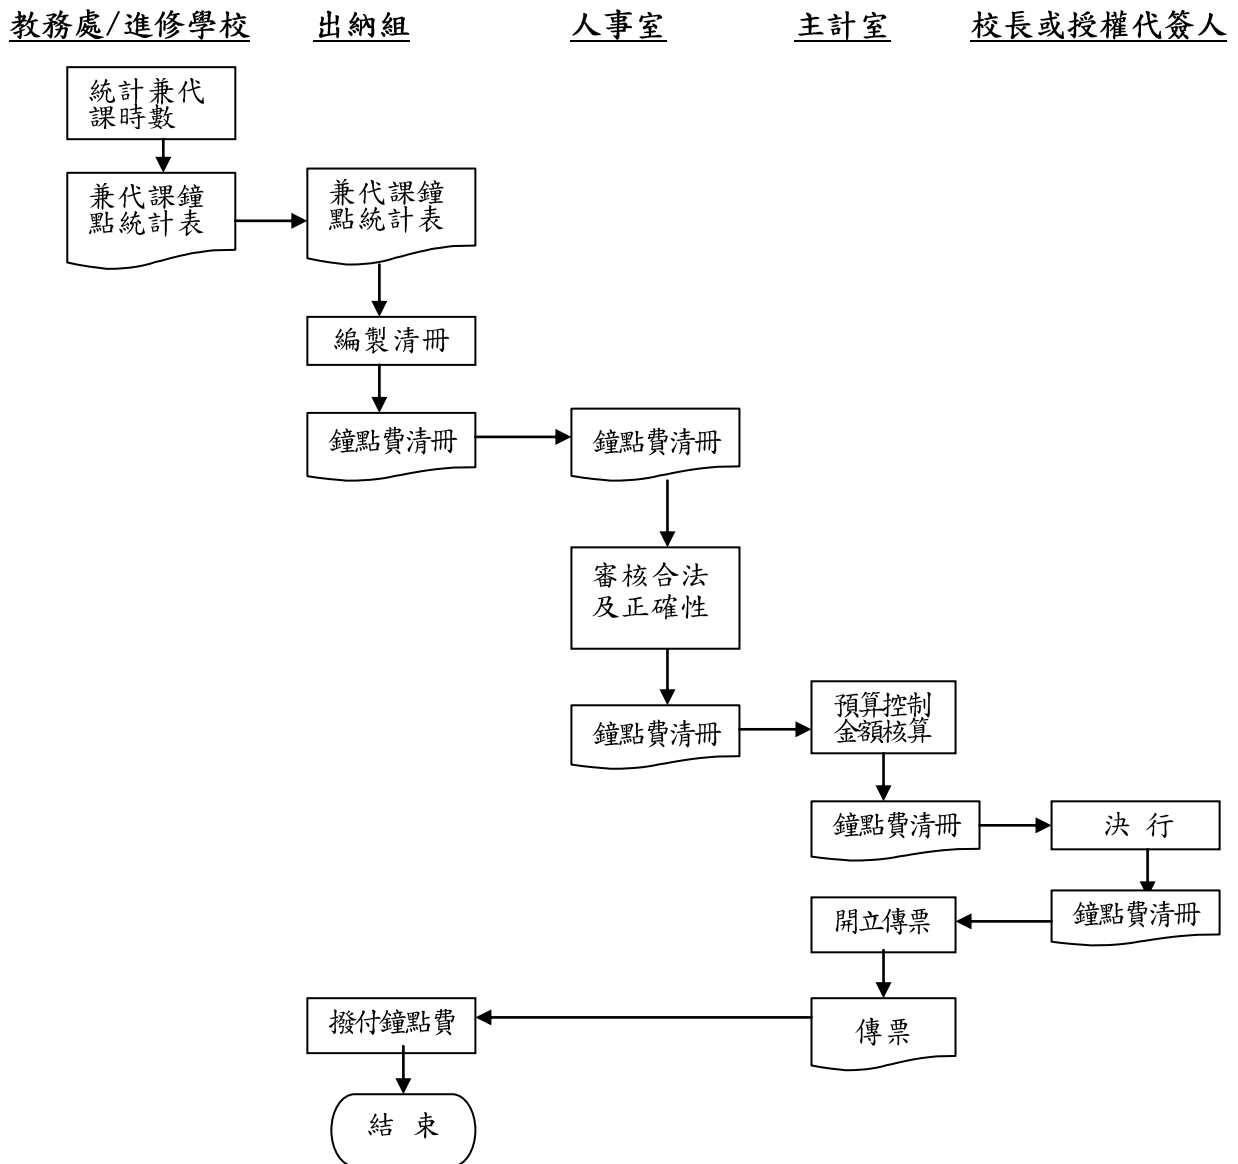 教務處/進修學校
出納組
人事室
主計室
校長或授權代簽人
統計兼代
課時數
兼代課鐘
點統計表
兼代課鐘
點統計表
編製清冊
鐘點費清冊
鐘點費清冊
審核合法
及正確性
鐘點費清冊
預算控制
金額核算
鐘點費清冊
決 行
鐘點費清冊
開立傳票
傳票
撥付鐘點費
結 束